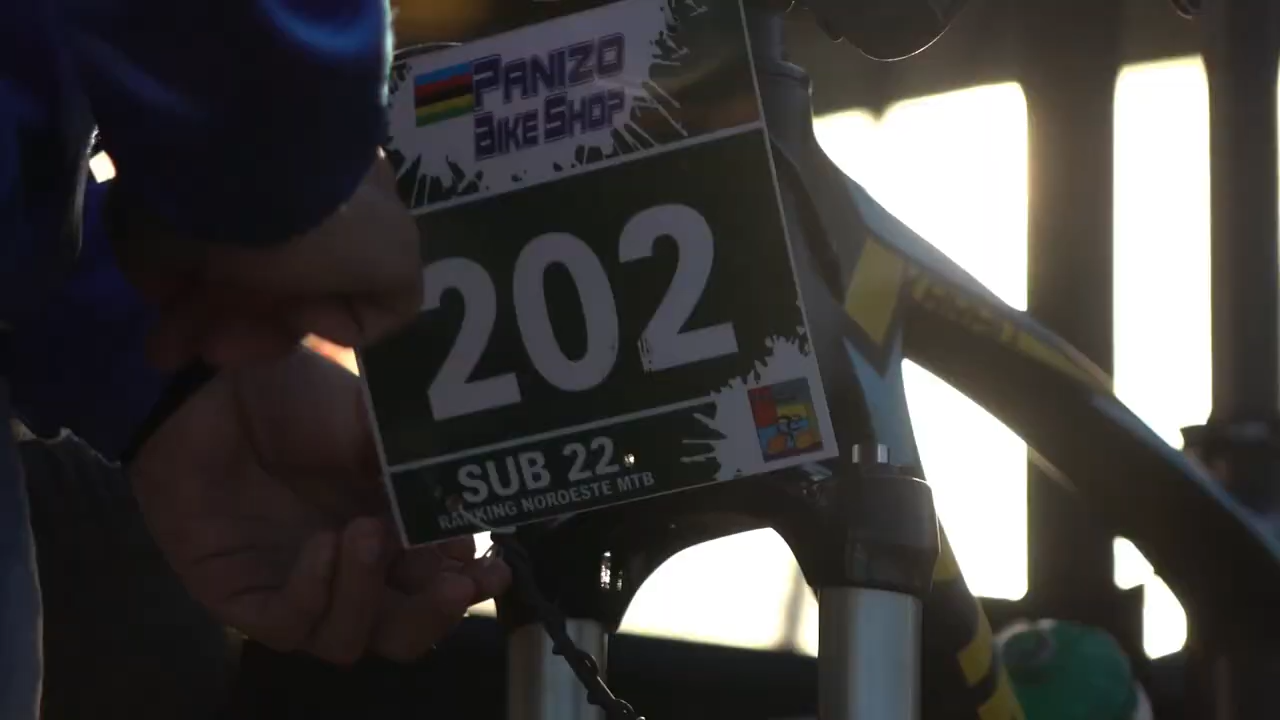 PANIZO
BIKE SHOP
202
SUB 22
RANKING NOROESTE MTB